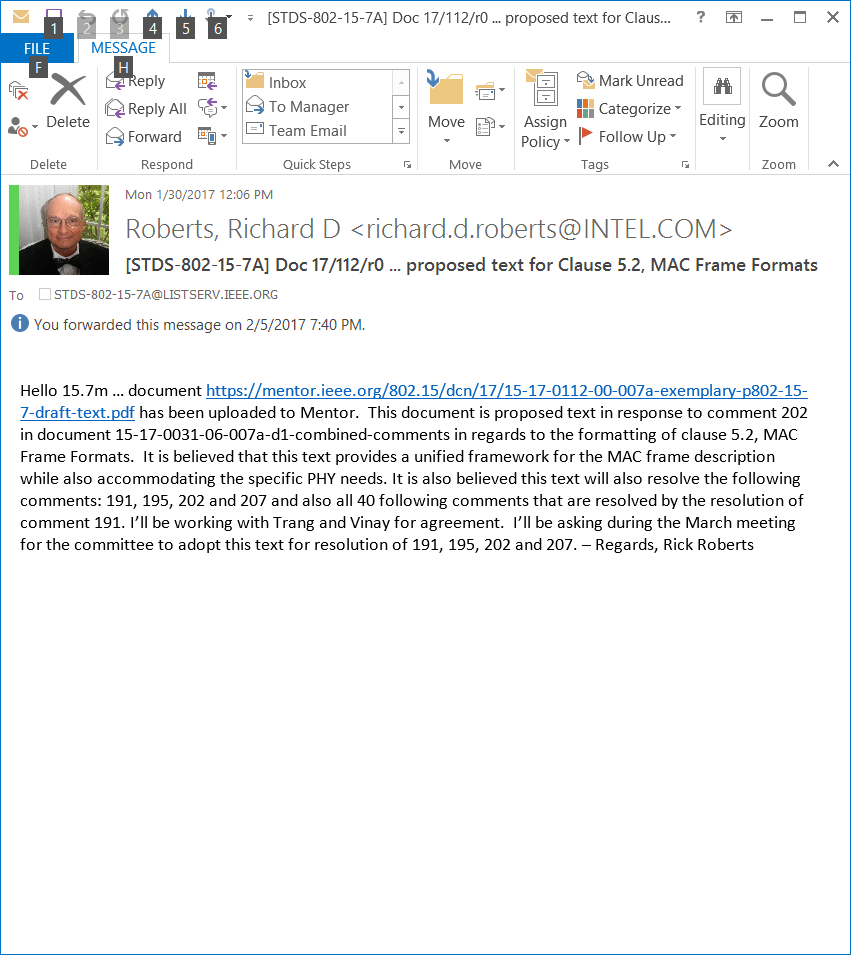 [STDS-802-15-7A] Doc 17/112/r0 ... proposed text for Clause...
1 2 3 4 5 6
FILE MESSAGE
F H
Delete
Reply
Reply All
Forward
Inbox
To Manager
Team Email
Move
Assign
Policy
Mark Unread
Categorize
Follow Up
Editing
Zoom
Delete Respond Quick Steps Move Tags Zoom
Mon 1/30/2017 12:06 PM
Roberts, Richard D <richard.d.roberts@INTEL.COM>
[STDS-802-15-7A] Doc 17/112/r0 ... proposed text for Clause 5.2, MAC Frame Formats
To STDS-802-15-7A@LISTSERV.IEEE.ORG
You forwarded this message on 2/5/2017 7:40 PM.
Hello 15.7m ... document https://mentor.ieee.org/802.15/dcn/17/15-17-0112-00-007a-exemplary-p802-15-
7-draft-text.pdf has been uploaded to Mentor.  This document is proposed text in response to comment 202
in document 15-17-0031-06-007a-d1-combined-comments in regards to the formatting of clause 5.2, MAC
Frame Formats.  It is believed that this text provides a unified framework for the MAC frame description
while also accommodating the specific PHY needs. It is also believed this text will also resolve the following
comments: 191, 195, 202 and 207 and also all 40 following comments that are resolved by the resolution of
comment 191. I'll be working with Trang and Vinay for agreement.  I'll be asking during the March meeting
for the committee to adopt this text for resolution of 191, 195, 202 and 207. – Regards, Rick Roberts